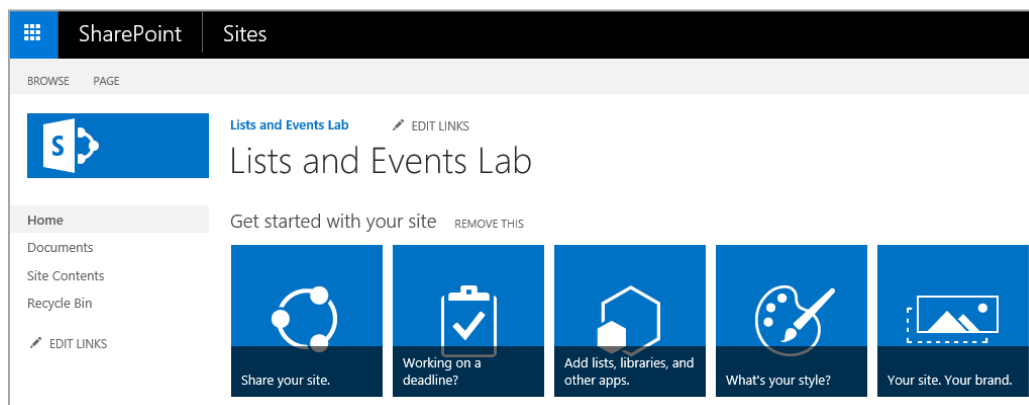 SharePoint Sites
BROWSE PAGE
S
Lists and Events Lab EDIT LINKS
Lists and Events Lab
Home
Documents
Site Contents
Recycle Bin
EDIT LINKS
Get started with your site REMOVE THIS
Share your site.
Working on a
deadline?
Add lists, libraries, and
other apps.
What's your style?
Your site. Your brand.